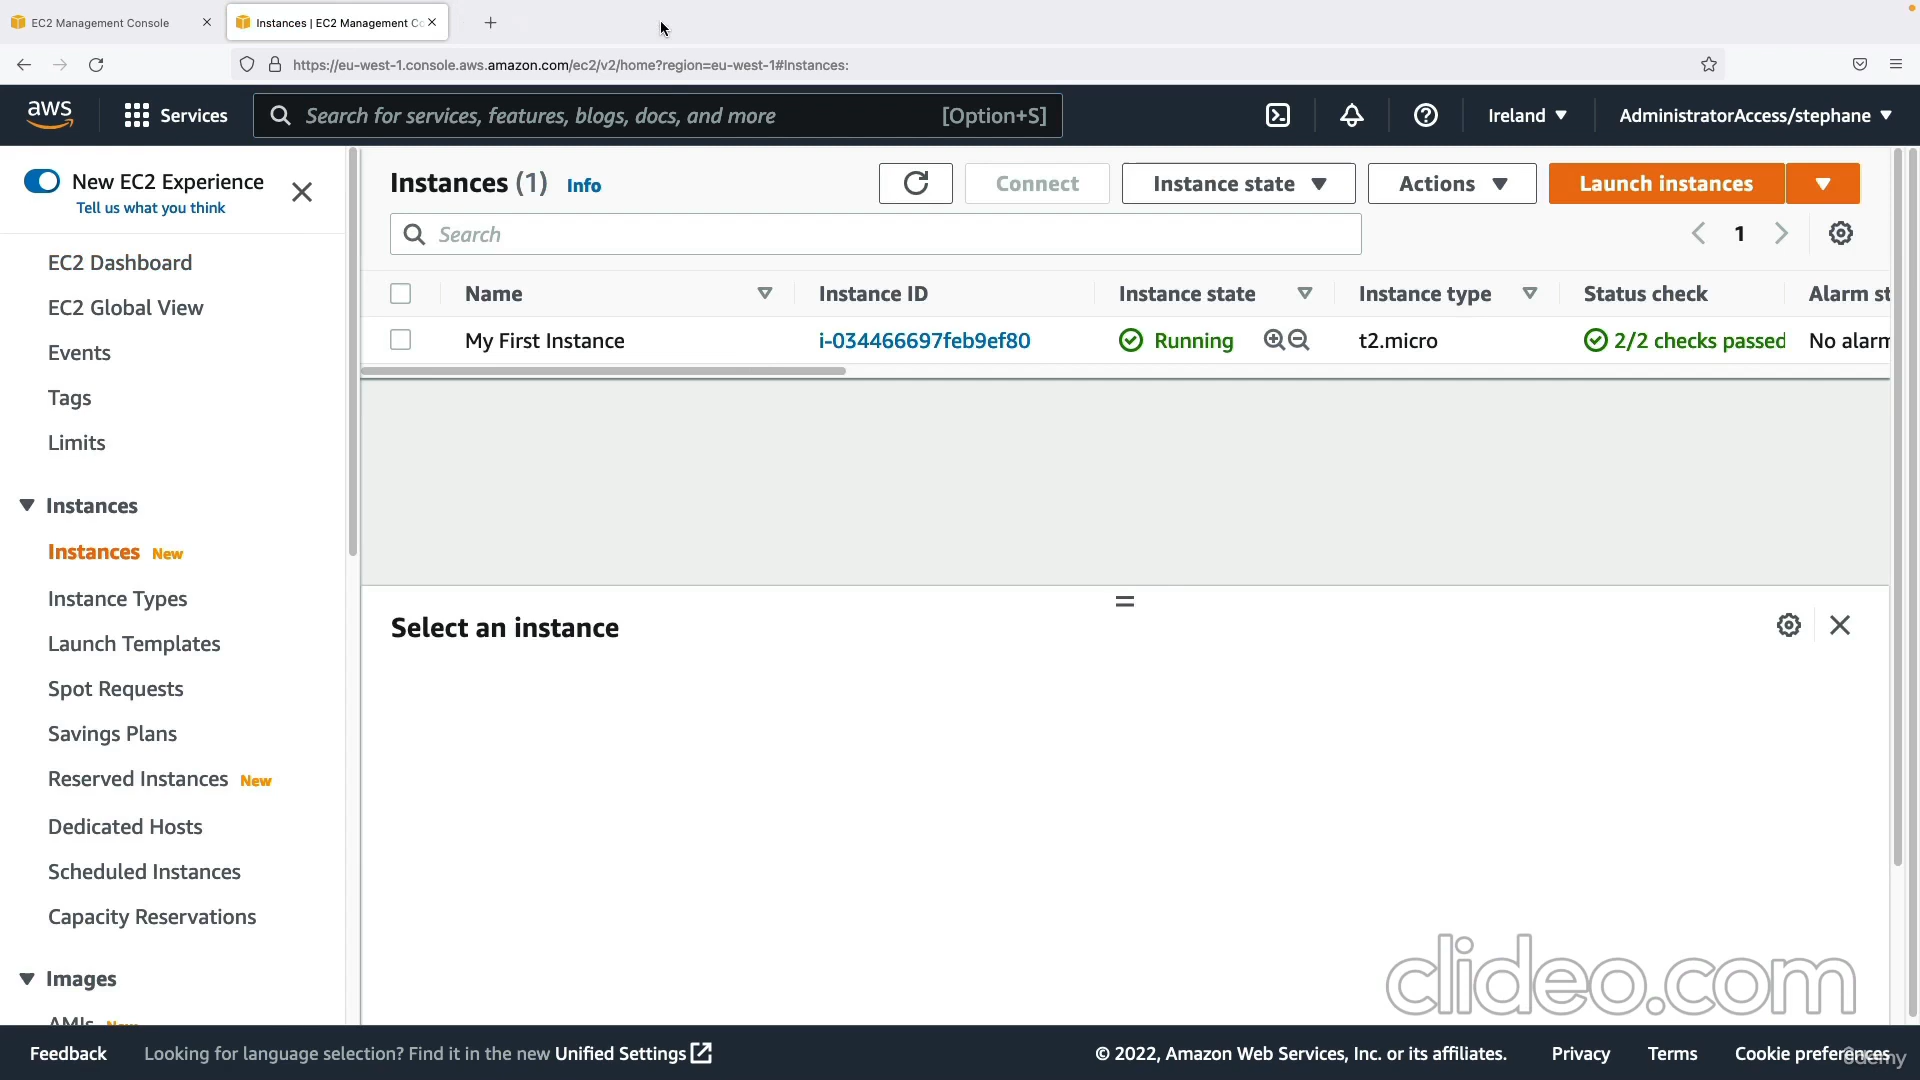 EC2 Management Console
Instances | EC2 Management Co
https://eu-west-1.console.aws.amazon.com/ec2/v2/home?region=eu-west-1#Instances:
aws
Services
Search for services, features, blogs, docs, and more
[Option+S]
Ireland
AdministratorAccess/stephane
New EC2 Experience
Tell us what you think
EC2 Dashboard
EC2 Global View
Events
Tags
Limits
Instances
Instances New
Instance Types
Launch Templates
Spot Requests
Savings Plans
Reserved Instances New
Dedicated Hosts
Scheduled Instances
Capacity Reservations
Images
AMIs New
Instances (1) Info
Connect
Instance state
Actions
Launch instances
Search
1
Name
Instance ID
Instance state
Instance type
Status check
Alarm st
My First Instance
i-034466697feb9ef80
Running
t2.micro
2/2 checks passed
No alarm
Select an instance
clideo.com
Feedback
Looking for language selection? Find it in the new Unified Settings
© 2022, Amazon Web Services, Inc. or its affiliates.
Privacy
Terms
Cookie preferences
ûdemy